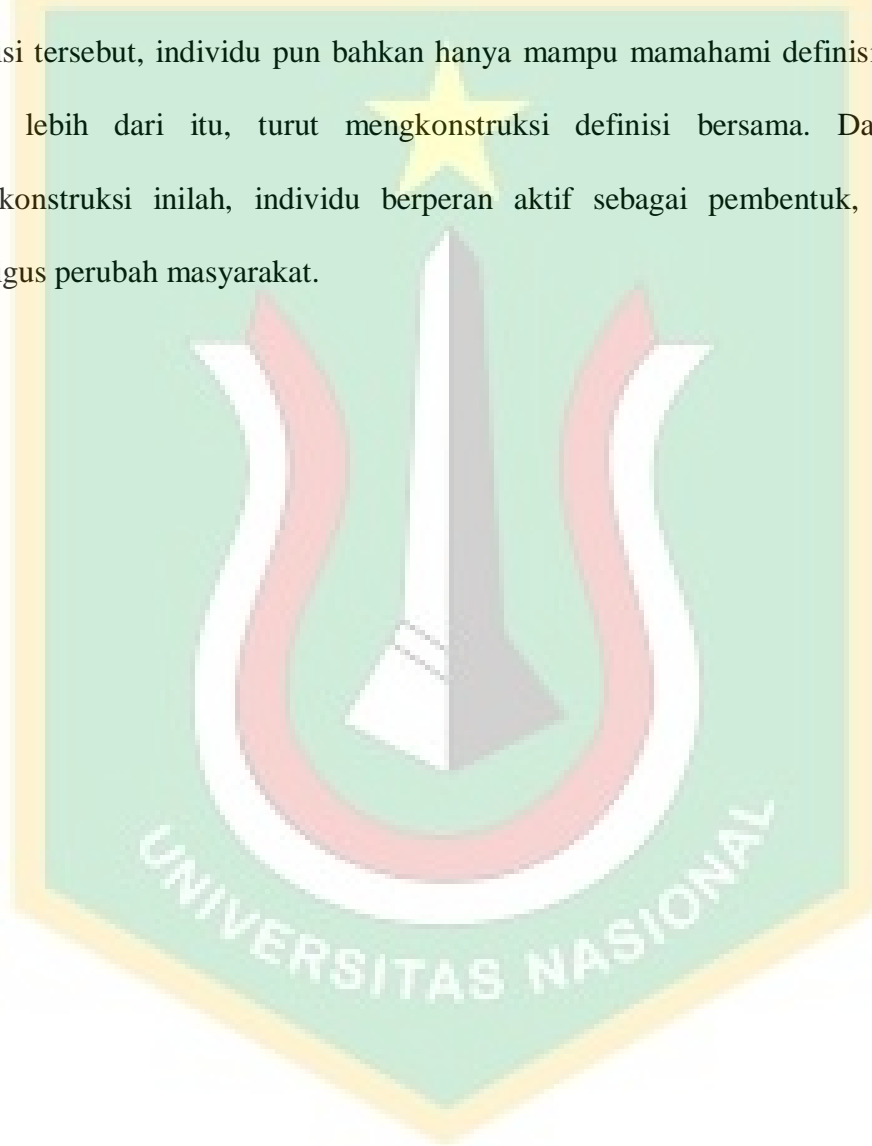 si tersebut, individu pun bahkan hanya mampu mamahami definisi
lebih dari itu, turut mengkonstruksi definisi bersama. Da
konstruksi inilah, individu berperan aktif sebagai pembentuk,
gus perubah masyarakat.
UNIVERSITAS NASIONAL